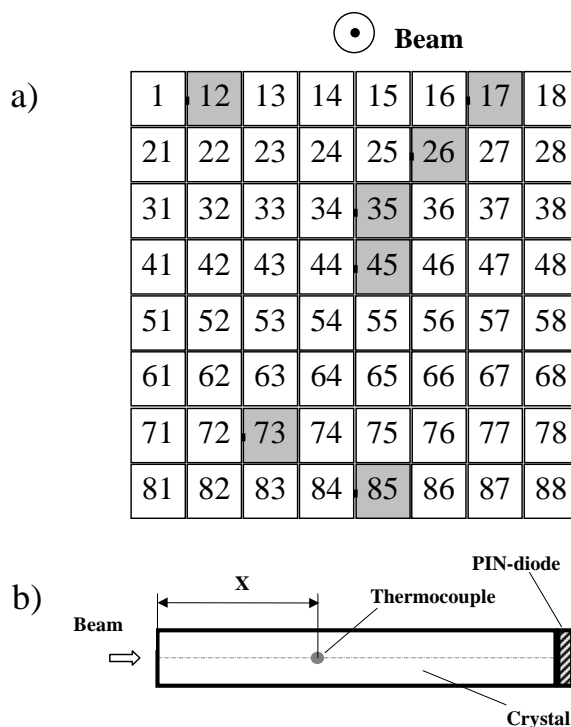 Beam
a)
1 12 13 14 15 16 17 18
21 22 23 24 25 26 27 28
31 32 33 34 35 36 37 38
41 42 43 44 45 46 47 48
51 52 53 54 55 56 57 58
61 62 63 64 65 66 67 68
71 72 73 74 75 76 77 78
81 82 83 84 85 86 87 88
b)
PIN-diode
X
Thermocouple
Beam
Crystal